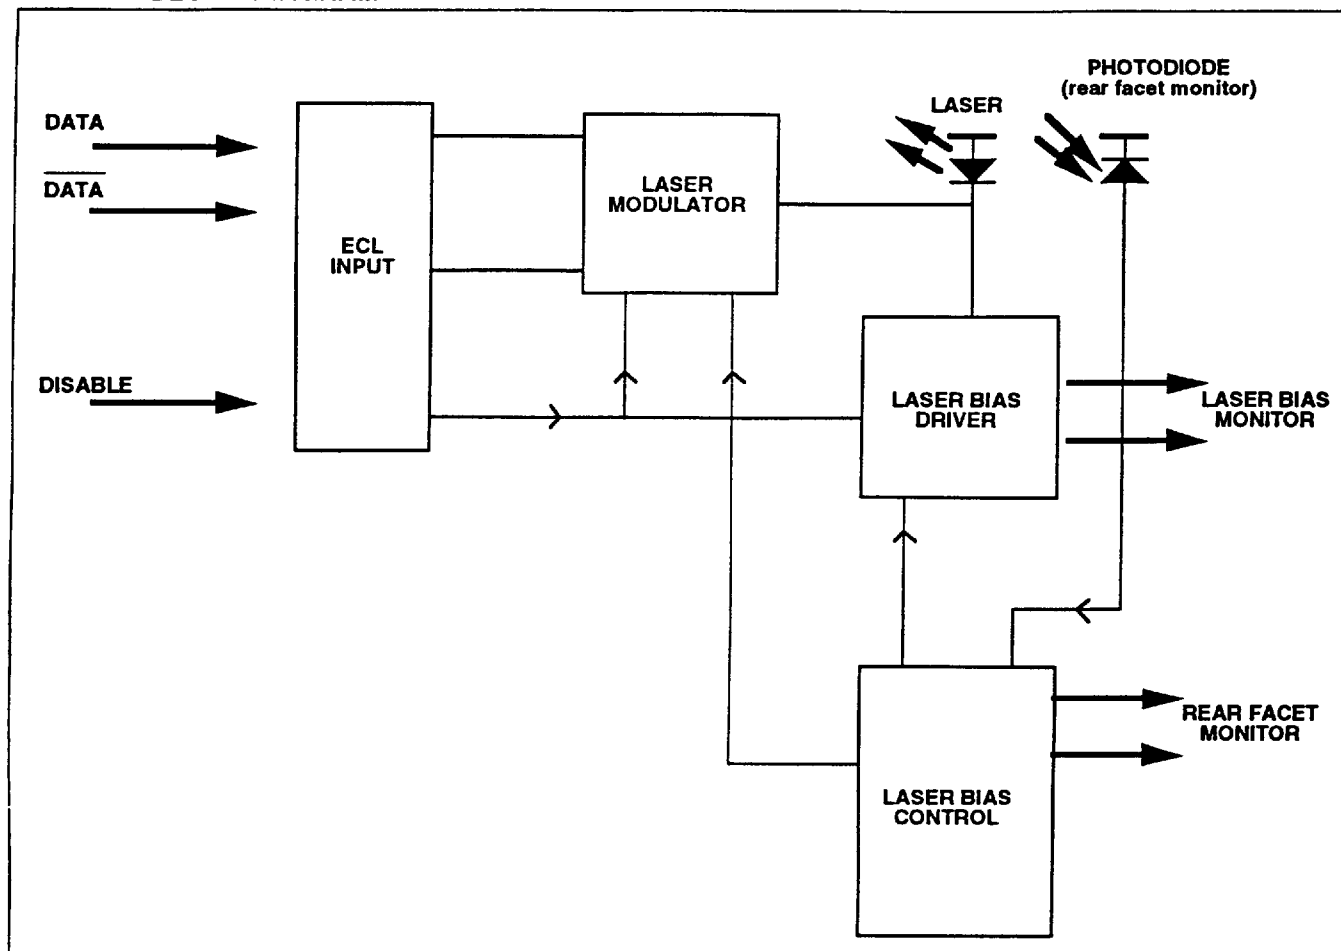 PHOTODIODE
(rear facet monitor)
LASER
DATA
DATA
LASER
MODULATOR
ECL
INPUT
DISABLE
LASER BIAS
DRIVER
LASER BIAS
MONITOR
REAR FACET
MONITOR
LASER BIAS
CONTROL